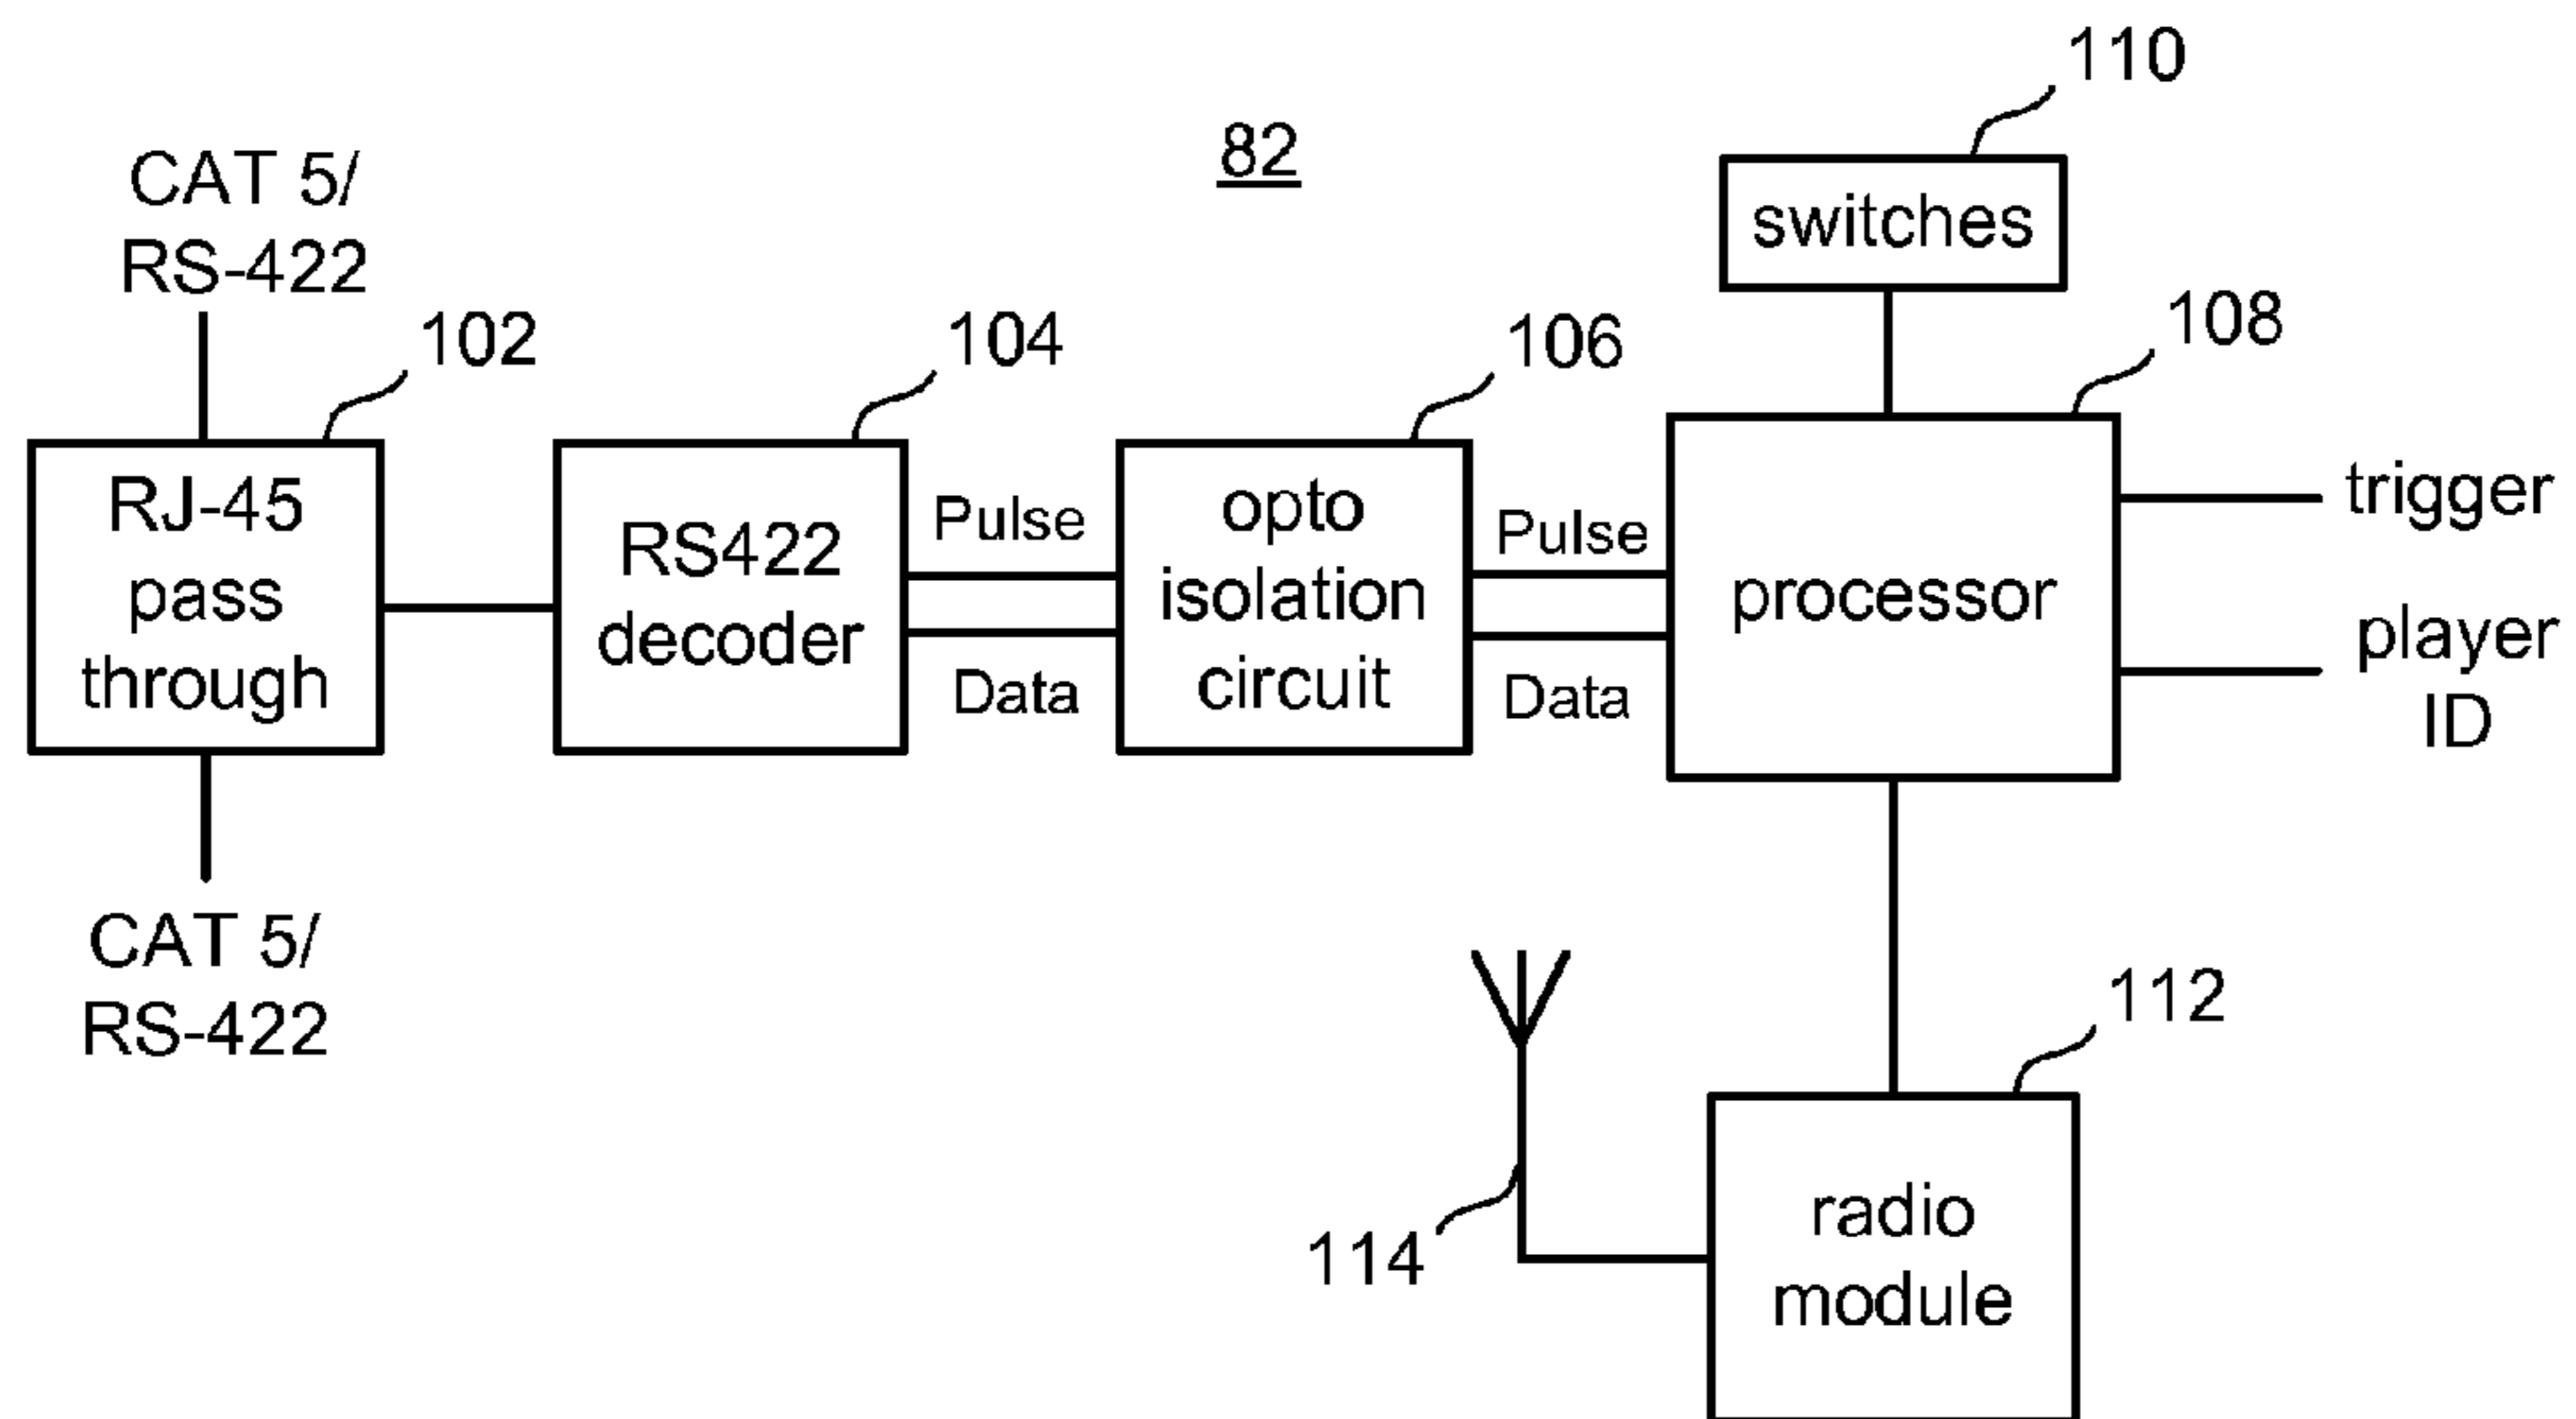 110
82
CAT 5/
RS-422
switches
102
104
106
108
RJ-45
pass
through
RS422
decoder
Pulse
Data
opto
isolation
circuit
Pulse
Data
processor
trigger
player
ID
CAT 5/
RS-422
112
114
radio
module